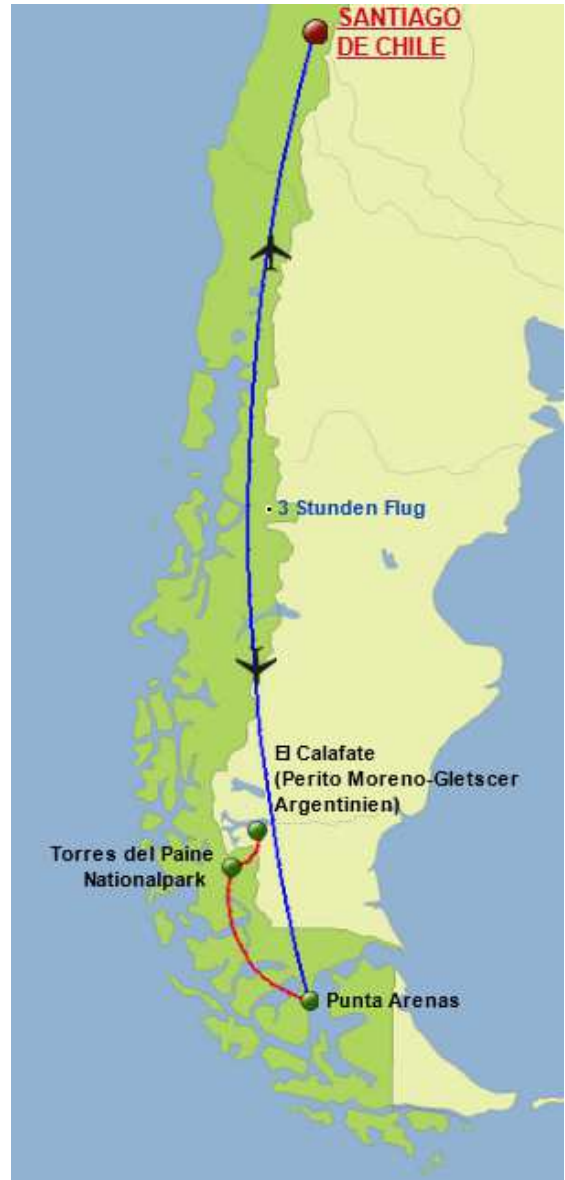 SANTIAGO
DE CHILE
3 Stunden Flug
El Calafate
(Perito Moreno-Gletscer
Argentinien)
Torres del Paine
Nationalpark
Punta Arenas